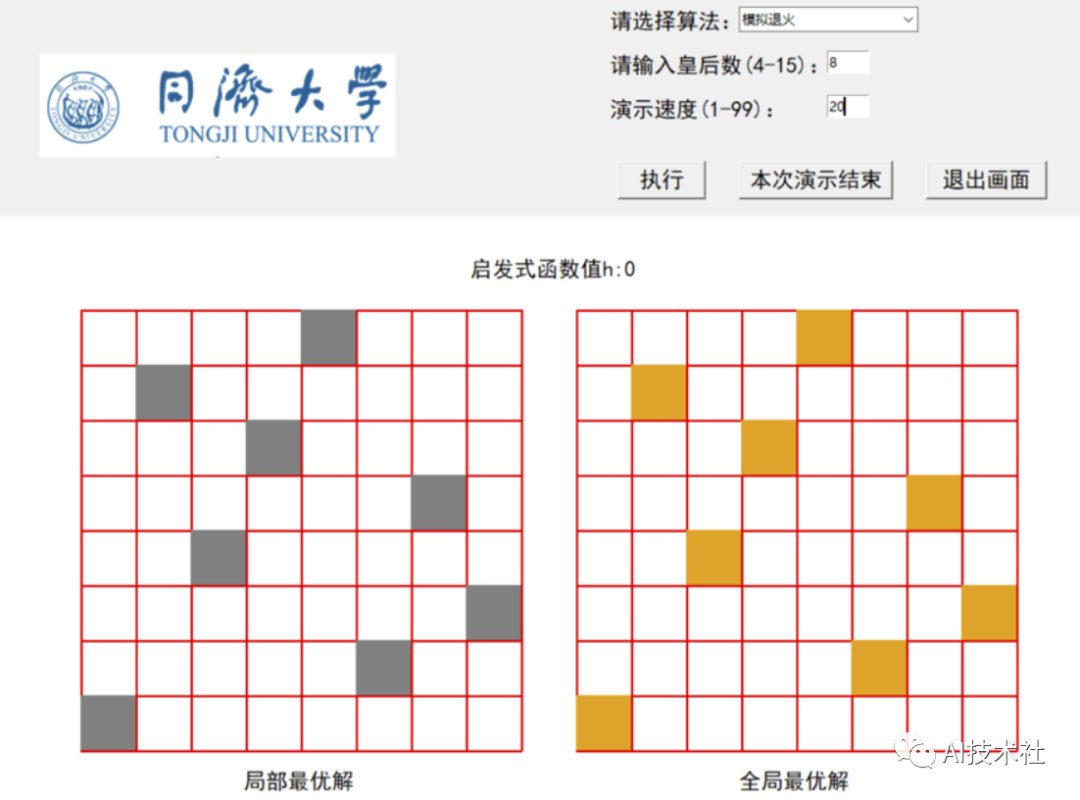 请选择算法：模拟退火
请输入皇后数(4-15)：8
演示速度(1-99)：20
同濟大學
TONGJI UNIVERSITY
执行 本次演示结束 退出画面
启发式函数值h:0
局部最优解 全局最优解
AI技术社